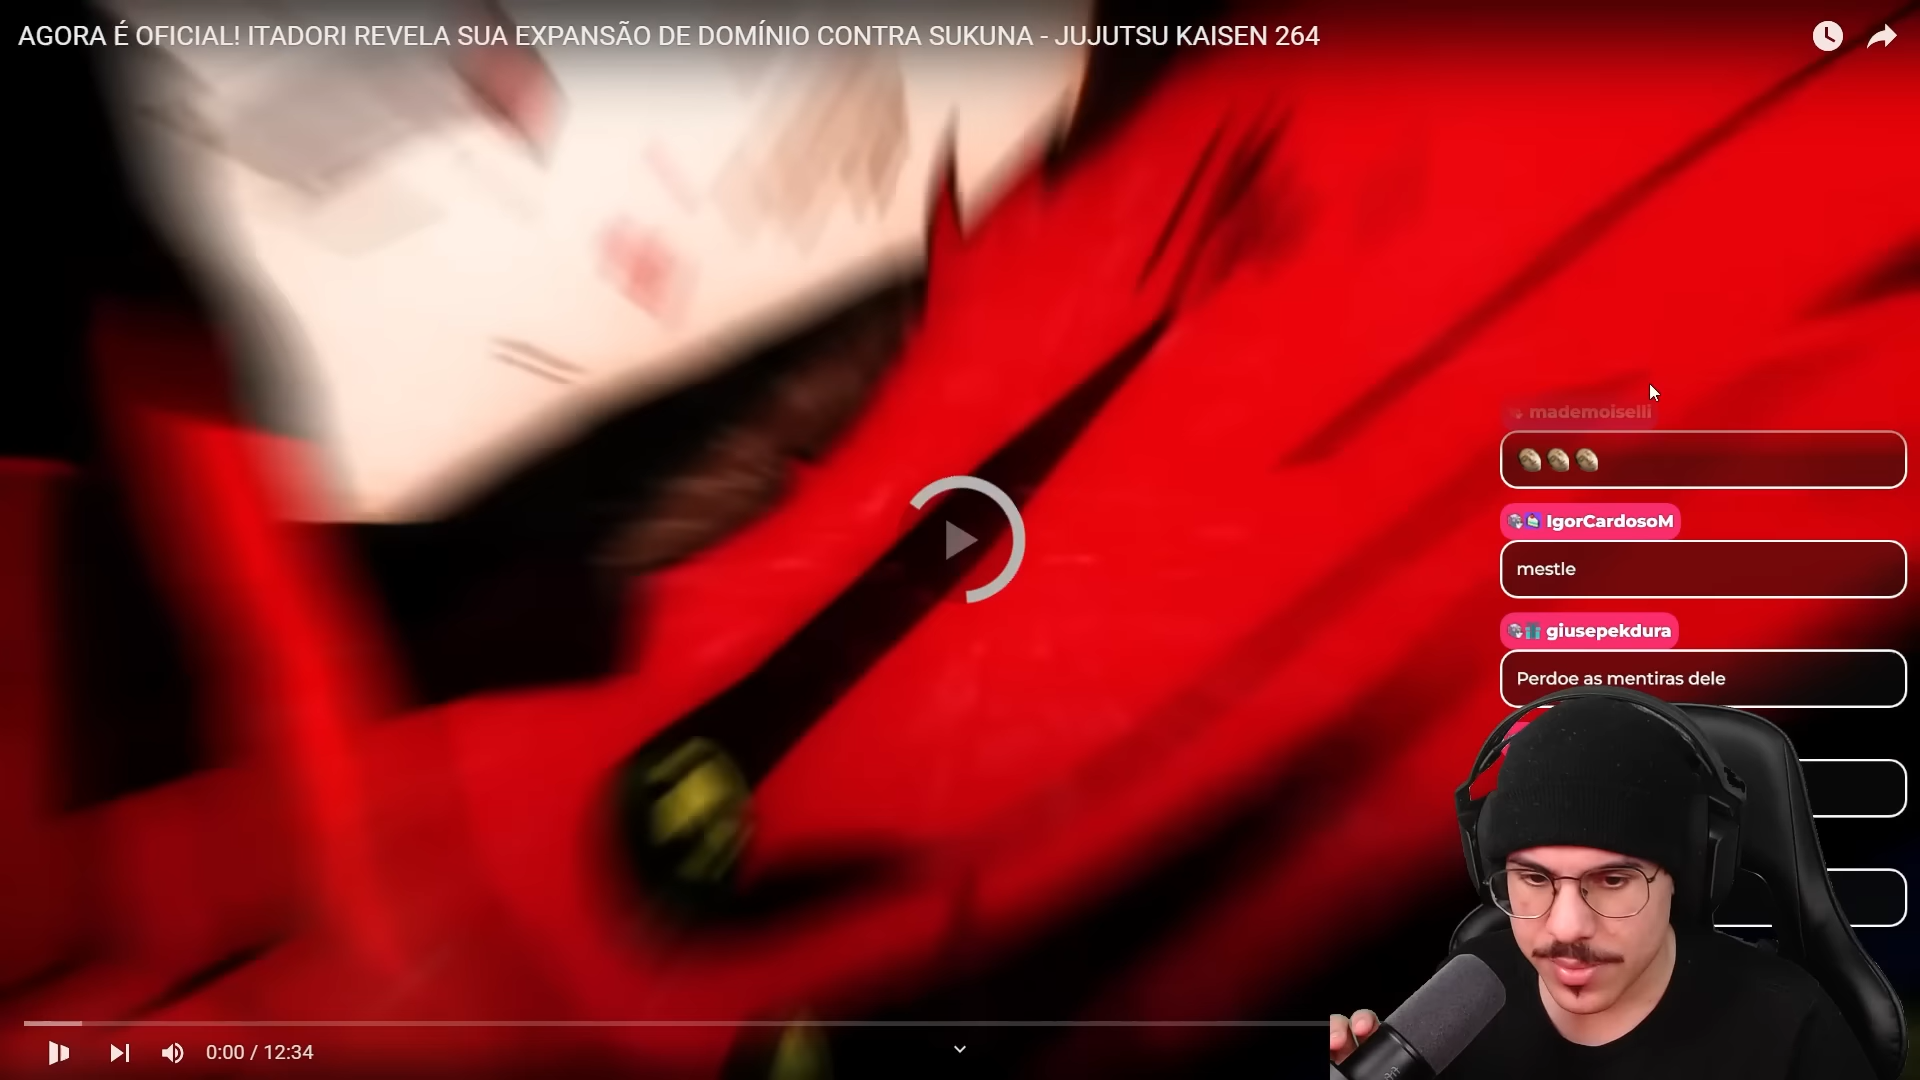 AGORA É OFICIAL! ITADORI REVELA SUA EXPANSÃO DE DOMÍNIO CONTRA SUKUNA - JUJUTSU KAISEN 264
mademoiselli
IgorCardosoM
mestle
giusepekdura
Perdoe as mentiras dele
0:00 / 12:34